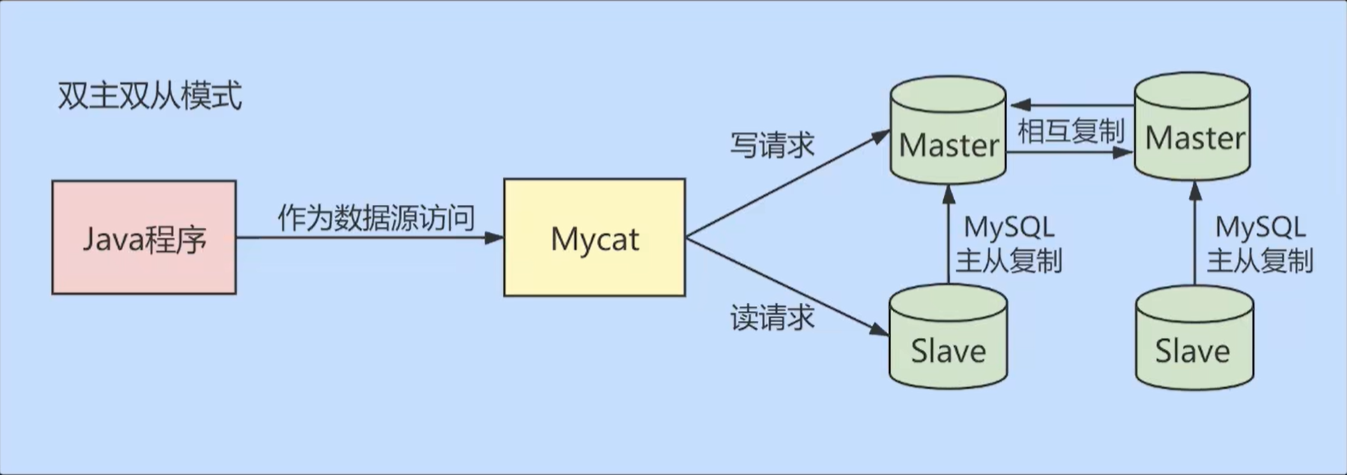 双主双从模式
Java程序
作为数据源访问
Mycat
写请求
读请求
Master
相互复制
Master
MySQL
主从复制
MySQL
主从复制
Slave
Slave